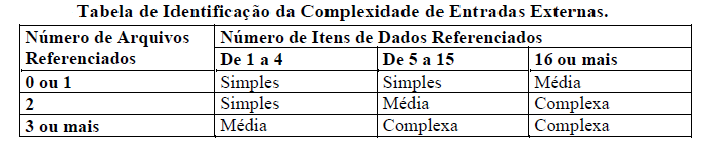 Tabela de Identificação da Complexidade de Entradas Externas.
Número de Arquivos Referenciados | Número de Itens de Dados Referenciados
De 1 a 4 | De 5 a 15 | 16 ou mais
0 ou 1 | Simples | Simples | Média
2 | Simples | Média | Complexa
3 ou mais | Média | Complexa | Complexa